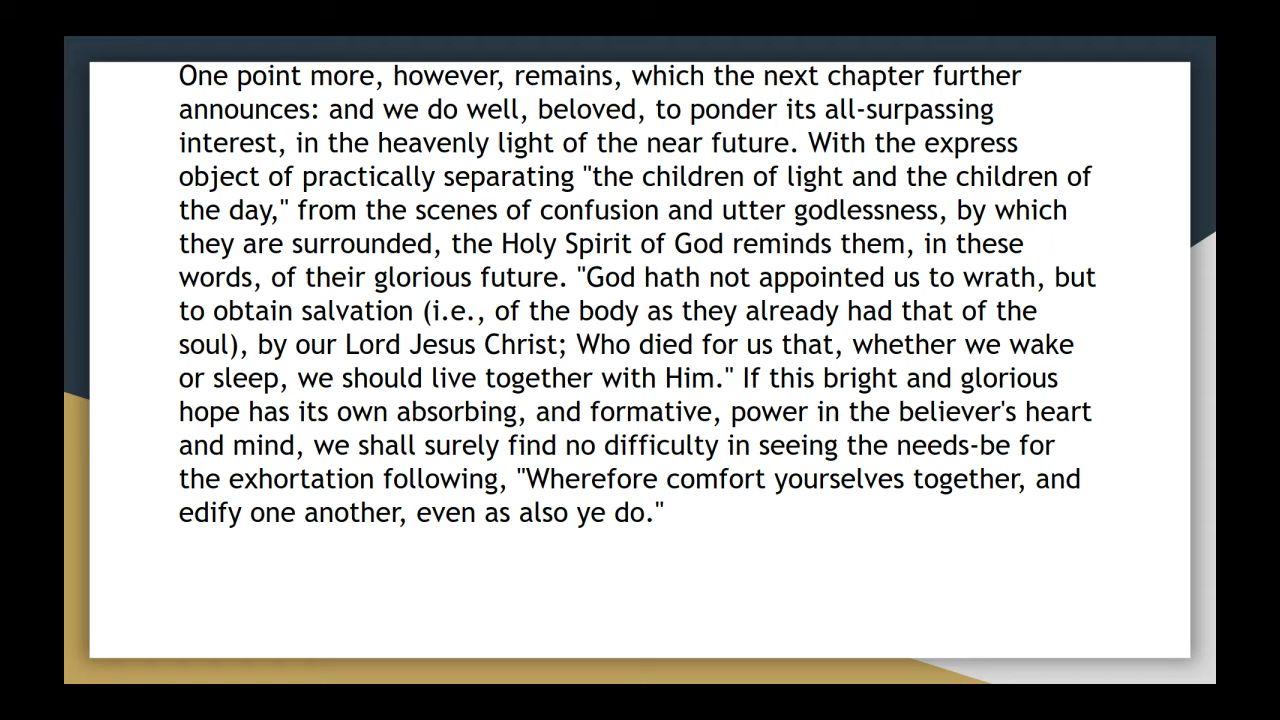 One point more, however, remains, which the next chapter further
announces: and we do well, beloved, to ponder its all-surpassing
interest, in the heavenly light of the near future. With the express
object of practically separating "the children of light and the children of
the day," from the scenes of confusion and utter godlessness, by which
they are surrounded, the Holy Spirit of God reminds them, in these
words, of their glorious future. "God hath not appointed us to wrath, but
to obtain salvation (i.e., of the body as they already had that of the
soul), by our Lord Jesus Christ; Who died for us that, whether we wake
or sleep, we should live together with Him." If this bright and glorious
hope has its own absorbing, and formative, power in the believer's heart
and mind, we shall surely find no difficulty in seeing the needs-be for
the exhortation following, "Wherefore comfort yourselves together, and
edify one another, even as also ye do."